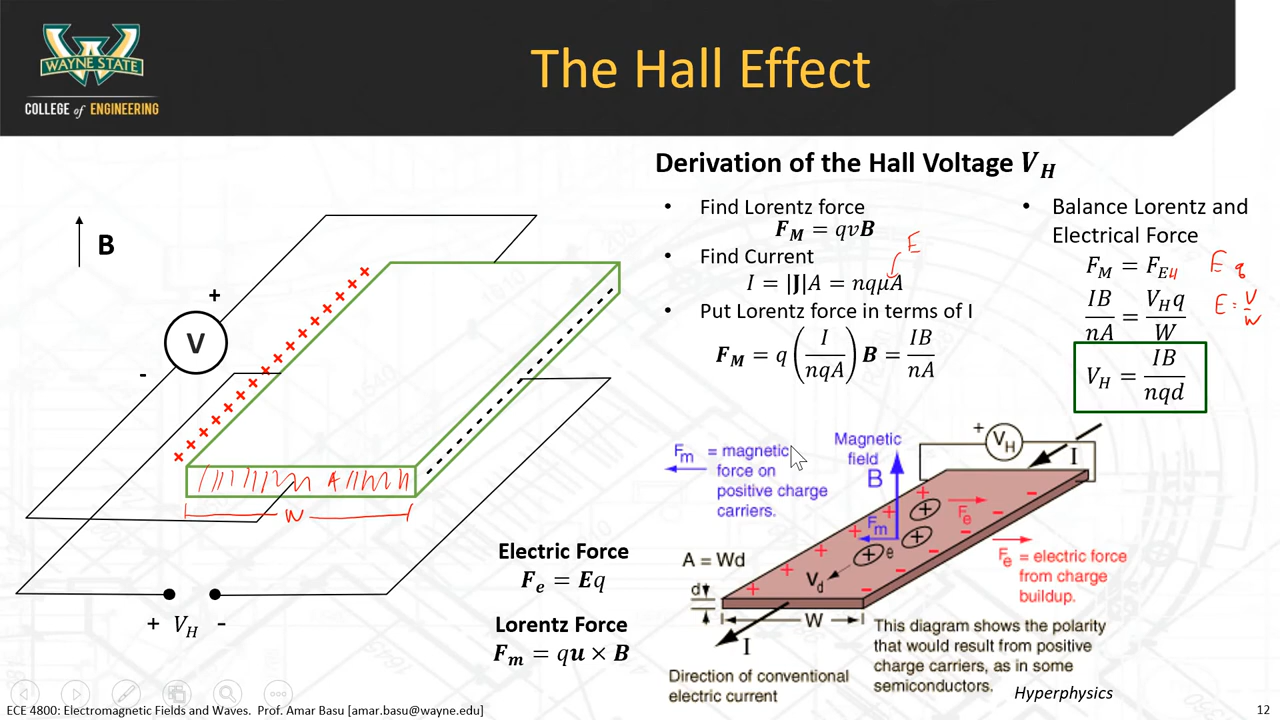 WAYNE STATE
COLLEGE of ENGINEERING
The Hall Effect
Derivation of the Hall Voltage V_H
• Find Lorentz force
F_M = qvB
E
• Find Current
I = |J|A = nqμA
• Put Lorentz force in terms of I
F_M = q(I/nqA)B = IB/nA
• Balance Lorentz and
Electrical Force
F_M = F_EH E q
IB/nA = V_H q/W E = V/W
V_H = IB/nqd
B
+
V
-
A
W
+ V_H -
Electric Force
F_e = Eq
Lorentz Force
F_m = qu × B
F_m = magnetic
force on
positive charge
carriers.
Magnetic
field
B
+ V_H
I
F_m
F_e
e
V_d
F_e = electric force
from charge
buildup.
A = Wd
d
W
I
Direction of conventional
electric current
This diagram shows the polarity
that would result from positive
charge carriers, as in some
semiconductors.
Hyperphysics
ECE 4800: Electromagnetic Fields and Waves. Prof. Amar Basu [amar.basu@wayne.edu]
12